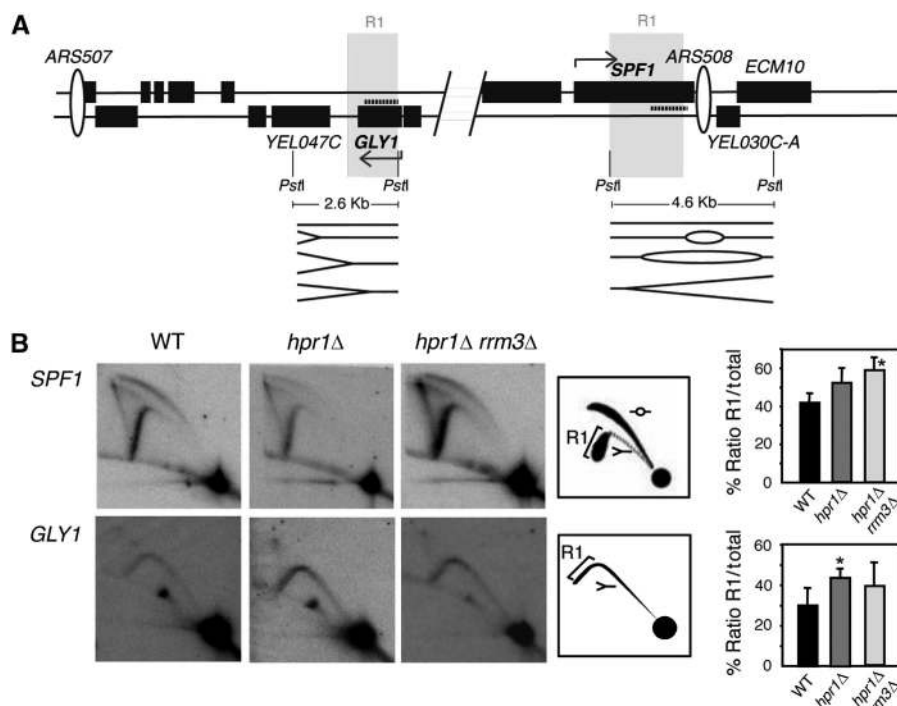 A
R1
R1
ARS507
SPF1
ARS508
ECM10
YEL047C
GLY1
YEL030C-A
PstI
PstI
PstI
PstI
2.6 Kb
4.6 Kb
B
WT
hpr1Δ
hpr1Δ rrm3Δ
SPF1
R1
% Ratio R1/total
60
40
20
0
*
WT
hpr1Δ
hpr1Δ
rrm3Δ
GLY1
R1
% Ratio R1/total
60
40
20
0
*
WT
hpr1Δ
hpr1Δ
rrm3Δ